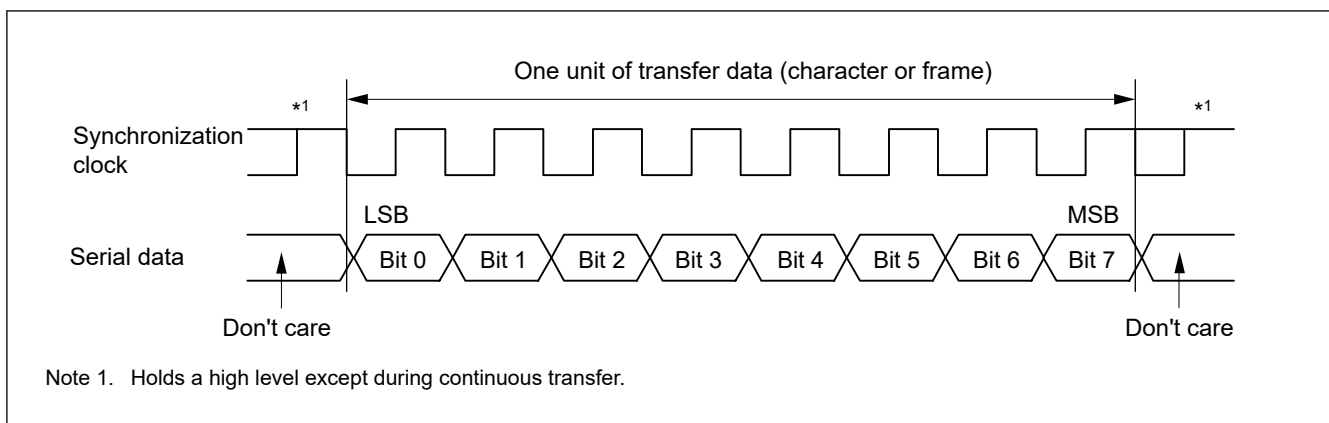 One unit of transfer data (character or frame)
*1
*1
Synchronization
clock
LSB
MSB
Serial data
Bit 0 Bit 1 Bit 2 Bit 3 Bit 4 Bit 5 Bit 6 Bit 7
Don't care
Don't care
Note 1. Holds a high level except during continuous transfer.